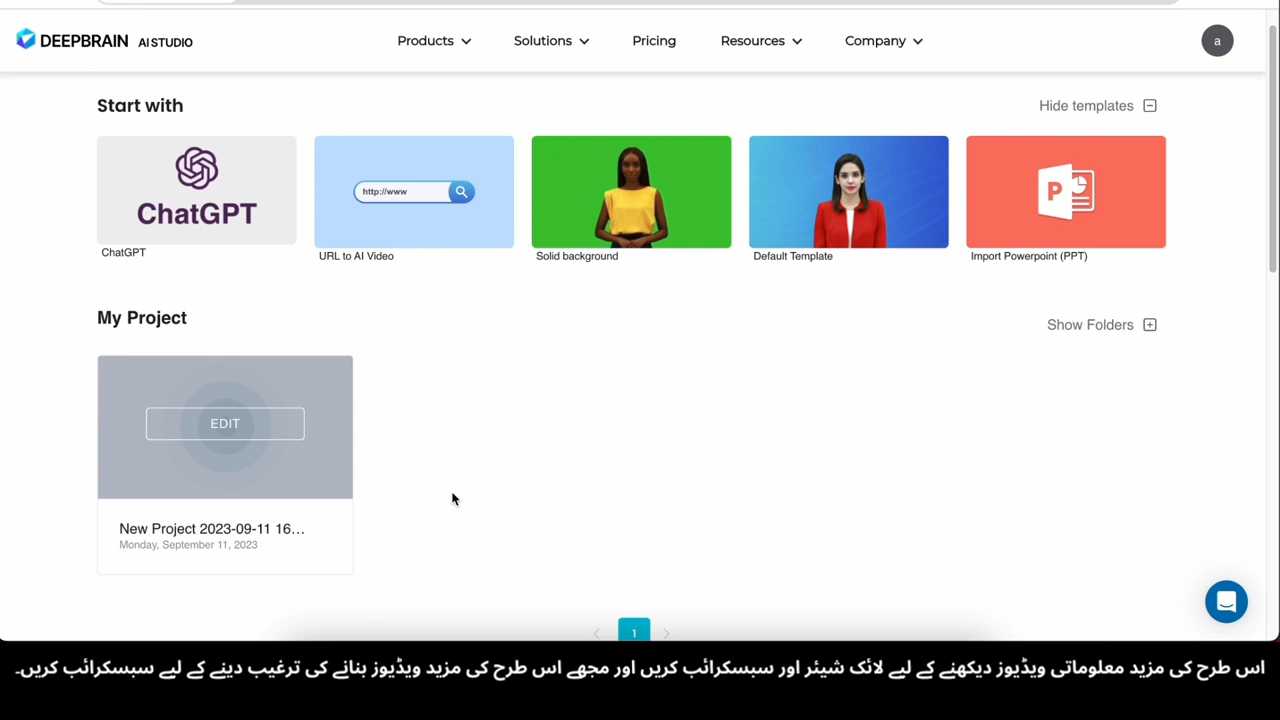 DEEPBRAIN AI STUDIO
Products
Solutions
Pricing
Resources
Company
a
Start with
Hide templates
ChatGPT
http://www
P
ChatGPT
URL to AI Video
Solid background
Default Template
Import Powerpoint (PPT)
My Project
Show Folders
EDIT
New Project 2023-09-11 16...
Monday, September 11, 2023
1
اس طرح کی مزید معلوماتی ویڈیوز دیکھنے کے لیے لائک شیئر اور سبسکرائب کریں اور مجھے اس طرح کی مزید ویڈیوز بنانے کی ترغیب دینے کے لیے سبسکرائب کریں۔